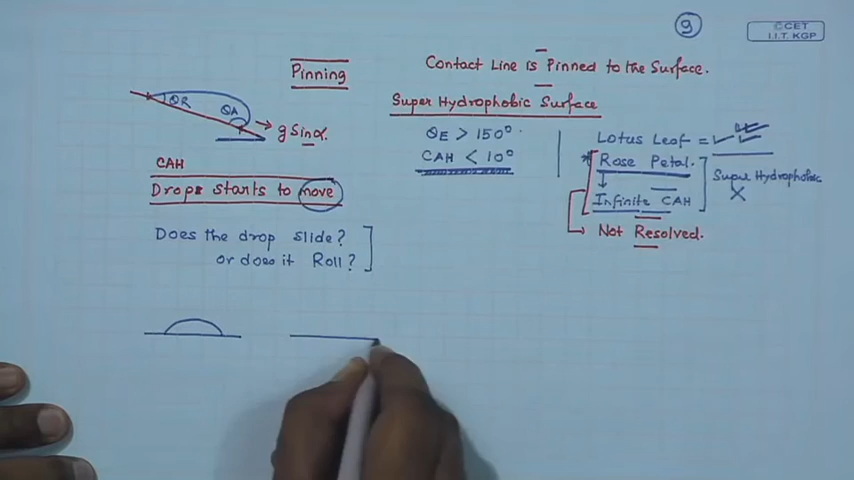 9
©CET
I.I.T. KGP
Pinning
Contact Line is Pinned to the Surface.
θR
θA
g Sinα.
Super Hydrophobic Surface
θE > 150°.
CAH < 10°
Lotus Leaf =
* Rose Petal.
Infinite CAH
Super Hydrophobic
Not Resolved.
CAH
Drops starts to move
Does the drop slide?
or does it Roll?